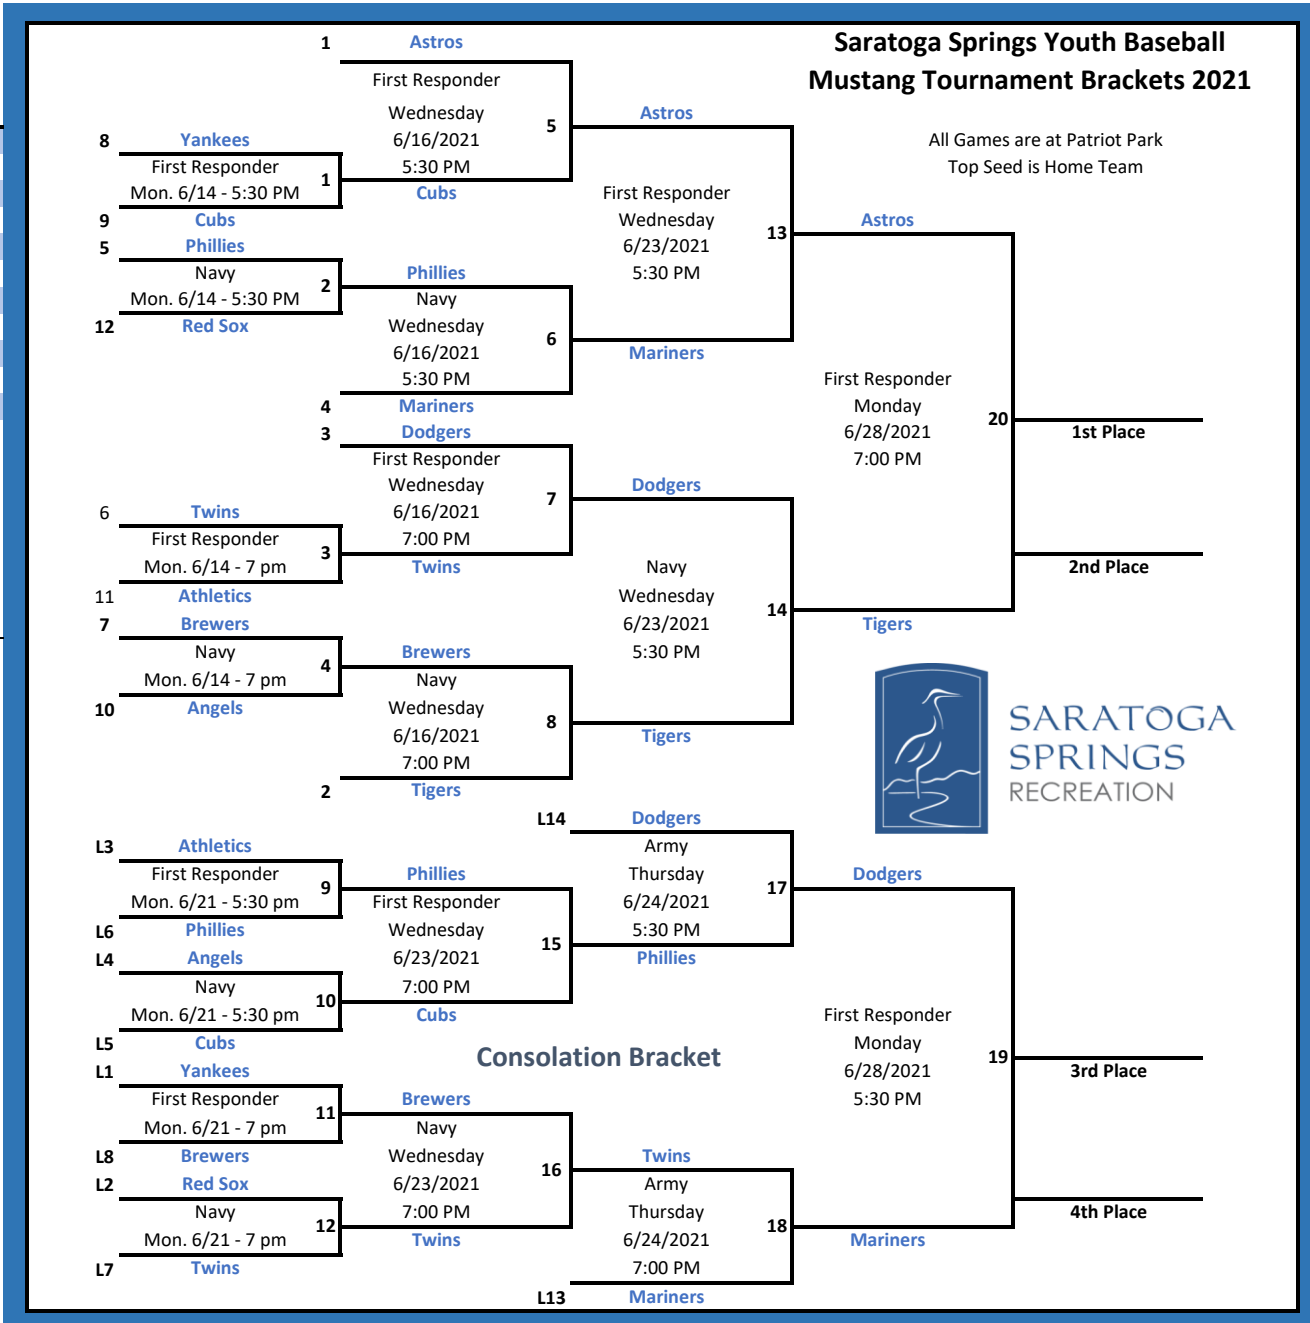 Saratoga Springs Youth Baseball
Mustang Tournament Brackets 2021
All Games are at Patriot Park
Top Seed is Home Team
1 Astros
First Responder
Wednesday
6/16/2021
5:30 PM
5
Astros
8 Yankees
First Responder
Mon. 6/14 - 5:30 PM
1
Cubs
9 Cubs
5 Phillies
Navy
Mon. 6/14 - 5:30 PM
2
Phillies
12 Red Sox
Navy
Wednesday
6/16/2021
5:30 PM
6
Mariners
4 Mariners
First Responder
Wednesday
6/23/2021
5:30 PM
13
Astros
3 Dodgers
First Responder
Wednesday
6/16/2021
7:00 PM
7
Dodgers
6 Twins
First Responder
Mon. 6/14 - 7 pm
3
Twins
11 Athletics
7 Brewers
Navy
Mon. 6/14 - 7 pm
4
Brewers
10 Angels
Navy
Wednesday
6/16/2021
7:00 PM
8
Tigers
2 Tigers
Navy
Wednesday
6/23/2021
5:30 PM
14
Tigers
First Responder
Monday
6/28/2021
7:00 PM
20
1st Place
2nd Place
SARATOGA
SPRINGS
RECREATION
L14 Dodgers
Army
Thursday
6/24/2021
5:30 PM
17
Dodgers
Phillies
L3 Athletics
First Responder
Mon. 6/21 - 5:30 pm
9
Phillies
L6 Phillies
L4 Angels
Navy
Mon. 6/21 - 5:30 pm
10
Cubs
L5 Cubs
First Responder
Wednesday
6/23/2021
7:00 PM
15
Consolation Bracket
L1 Yankees
First Responder
Mon. 6/21 - 7 pm
11
Brewers
L8 Brewers
L2 Red Sox
Navy
Mon. 6/21 - 7 pm
12
Twins
L7 Twins
Navy
Wednesday
6/23/2021
7:00 PM
16
Twins
Army
Thursday
6/24/2021
7:00 PM
18
Mariners
L13 Mariners
First Responder
Monday
6/28/2021
5:30 PM
19
3rd Place
4th Place